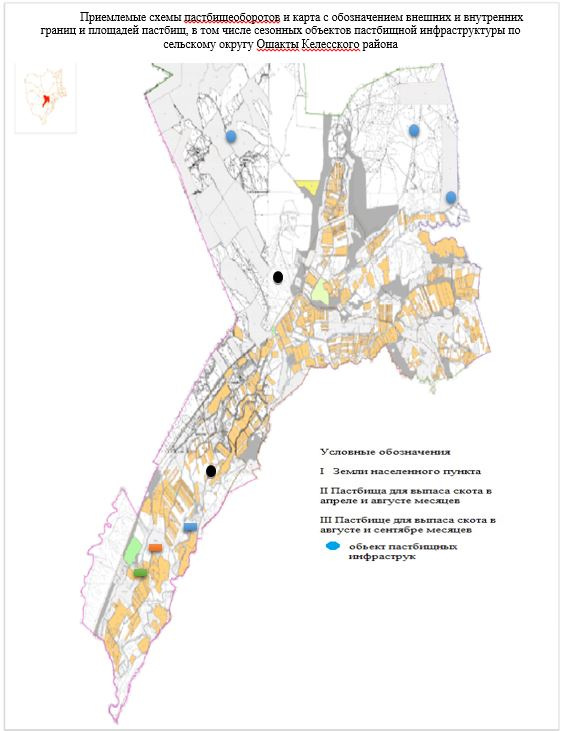 Приемлемые схемы пастбищеоборотов и карта с обозначением внешних и внутренних
границ и площадей пастбищ, в том числе сезонных объектов пастбищной инфраструктуры по
сельскому округу Ошакты Келесского района
Условные обозначения
I Земли населенного пункта
II Пастбища для выпаса скота в
апреле и августе месяцев
III Пастбище для выпаса скота в
августе и сентябре месяцев
объект пастбищных
инфраструк